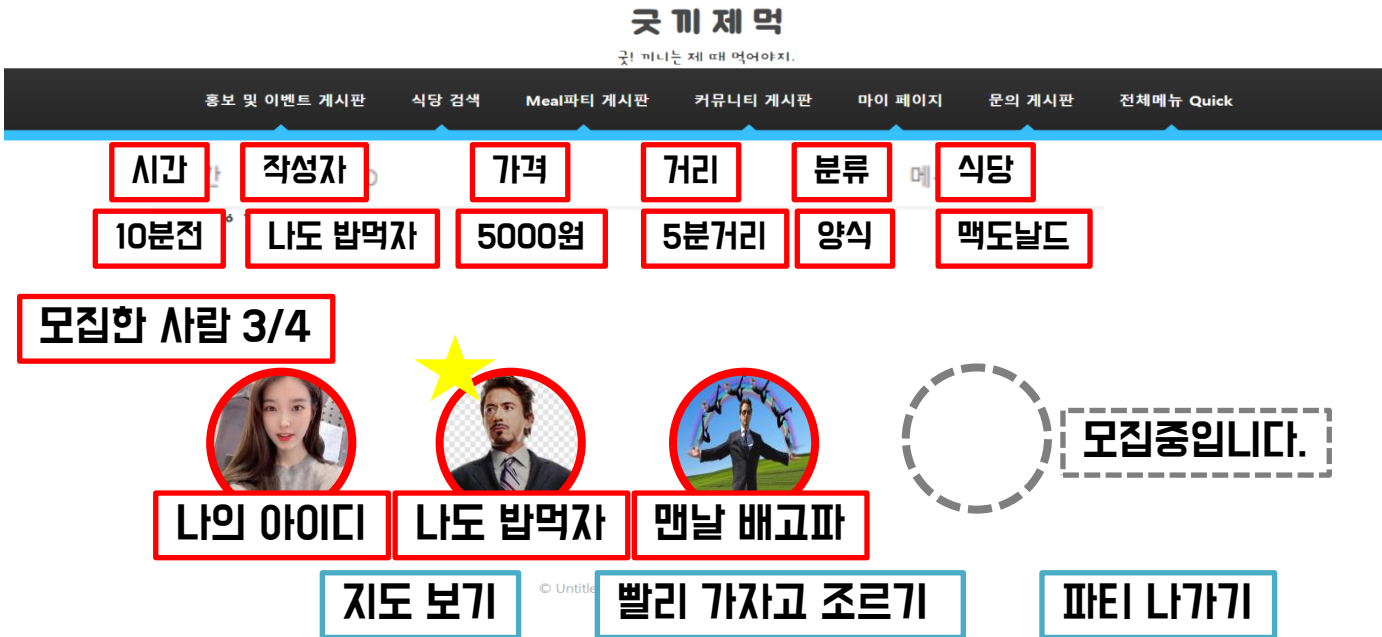 굿 끼 제 먹
굿! 끼니는 제 때 먹어야지.
홍보 및 이벤트 게시판 식당 검색 Meal파티 게시판 커뮤니티 게시판 마이 페이지 문의 게시판 전체메뉴 Quick
시간 작성자 가격 거리 분류 메 식당
10분전 나도 밥먹자 5000원 5분거리 양식 맥도날드
모집한 사람 3/4
모집중입니다.
나의 아이디 나도 밥먹자 맨날 배고파
지도 보기 © Untitle 빨리 가자고 조르기 파티 나가기